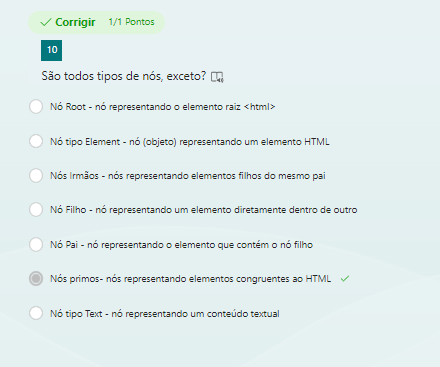 Corrigir 1/1 Pontos
10
São todos tipos de nós, exceto?
Nó Root - nó representando o elemento raiz <html>
Nó tipo Element - nó (objeto) representando um elemento HTML
Nós Irmãos - nós representando elementos filhos do mesmo pai
Nó Filho - nó representando um elemento diretamente dentro de outro
Nó Pai - nó representando o elemento que contém o nó filho
Nós primos- nós representando elementos congruentes ao HTML
Nó tipo Text - nó representando um conteúdo textual